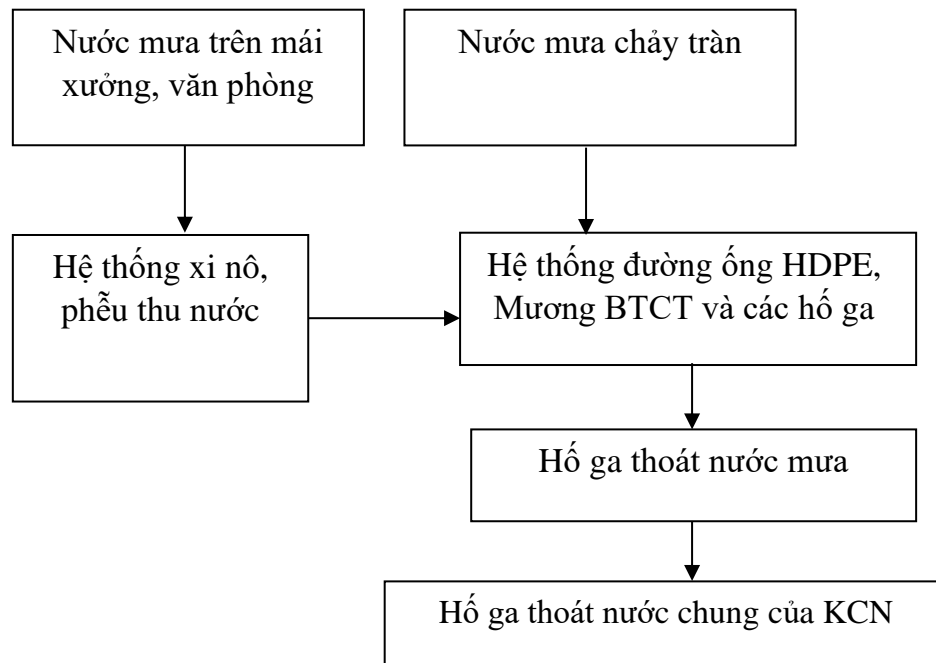 Nước mưa trên mái
xưởng, văn phòng
Nước mưa chảy tràn
Hệ thống xi nô,
phễu thu nước
Hệ thống đường ống HDPE,
Mương BTCT và các hố ga
Hố ga thoát nước mưa
Hố ga thoát nước chung của KCN